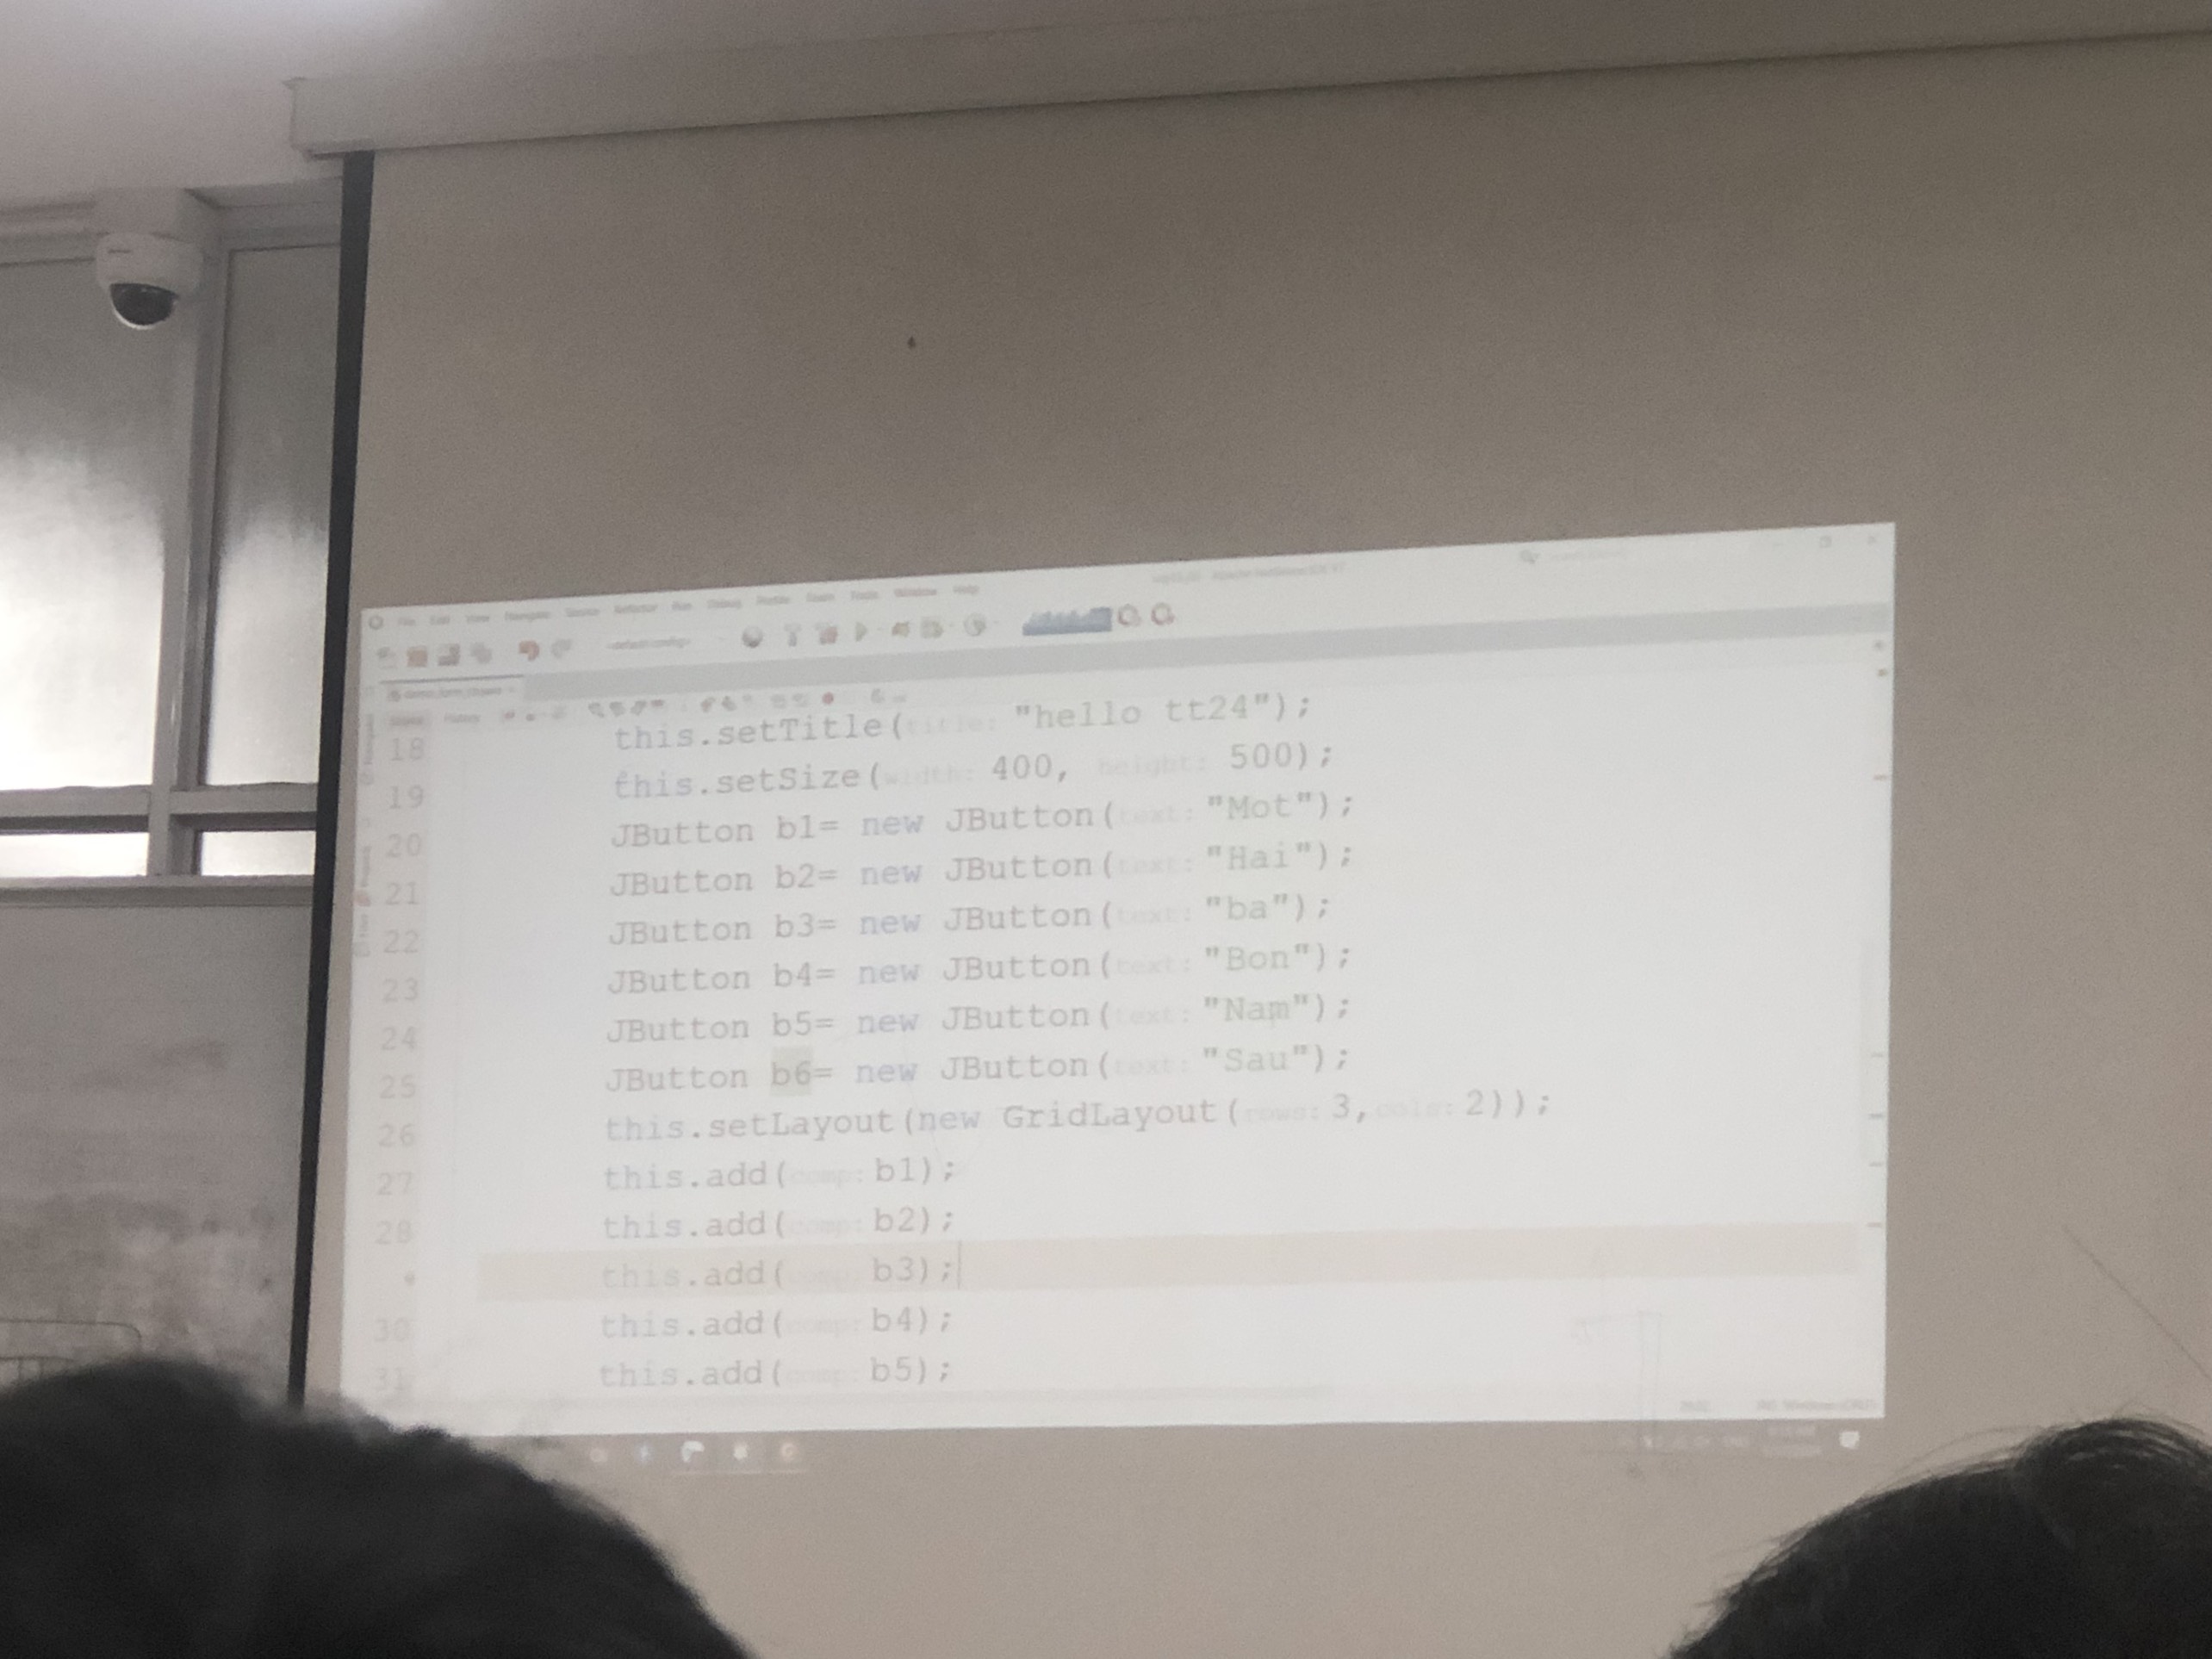 File Edit View Navigate Source Refactor Run Debug Profile Team Tools Window Help
<default config>
Source History
18 this.setTitle(title: "hello tt24");
19 this.setSize(width: 400, height: 500);
20 JButton b1= new JButton(text: "Mot");
21 JButton b2= new JButton(text: "Hai");
22 JButton b3= new JButton(text: "ba");
23 JButton b4= new JButton(text: "Bon");
24 JButton b5= new JButton(text: "Nam");
25 JButton b6= new JButton(text: "Sau");
26 this.setLayout(new GridLayout(rows: 3,cols: 2));
27 this.add(comp: b1);
28 this.add(comp: b2);
this.add(comp: b3);
30 this.add(comp: b4);
31 this.add(comp: b5);